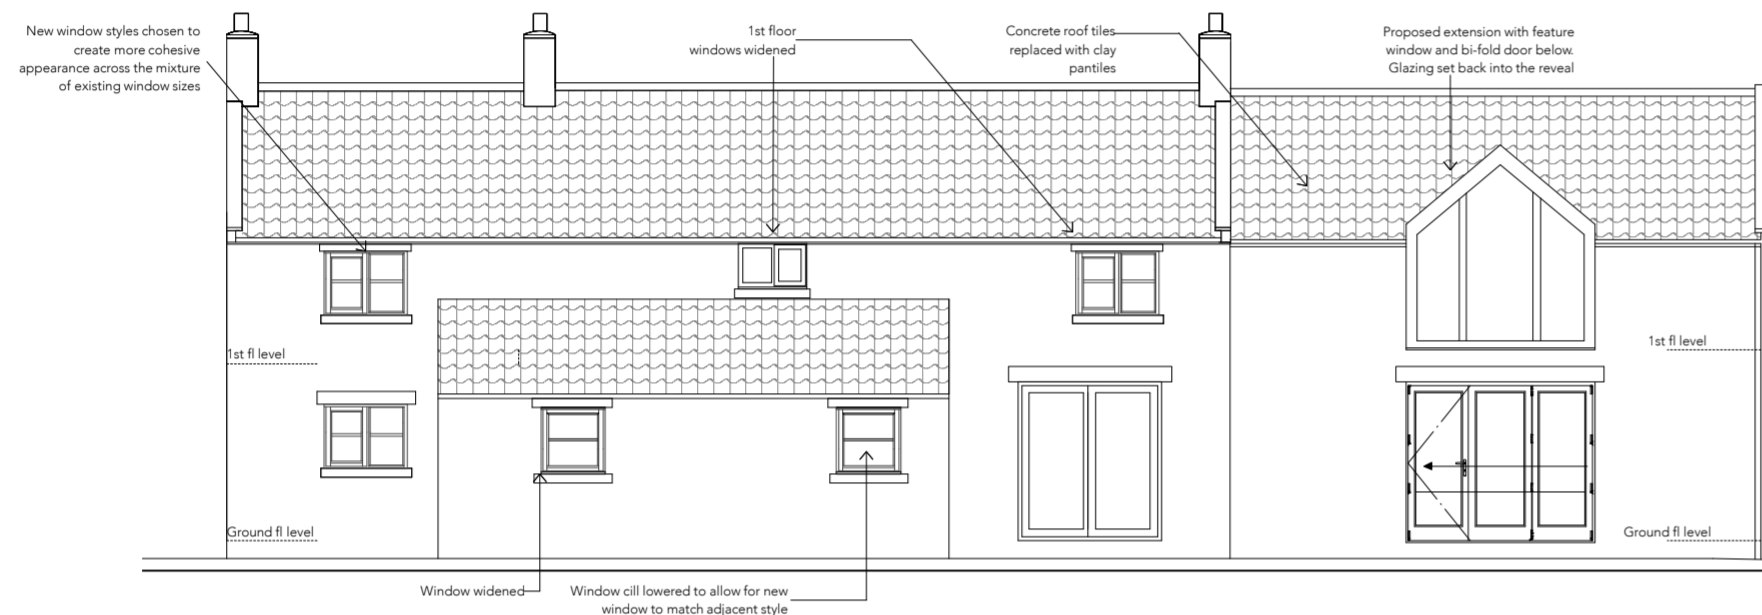 New window styles chosen to
create more cohesive
appearance across the mixture
of existing window sizes
1st floor
windows widened
Concrete roof tiles
replaced with clay
pantiles
Proposed extension with feature
window and bi-fold door below.
Glazing set back into the reveal
1st fl level
1st fl level
Ground fl level
Ground fl level
Window widened
Window cill lowered to allow for new
window to match adjacent style